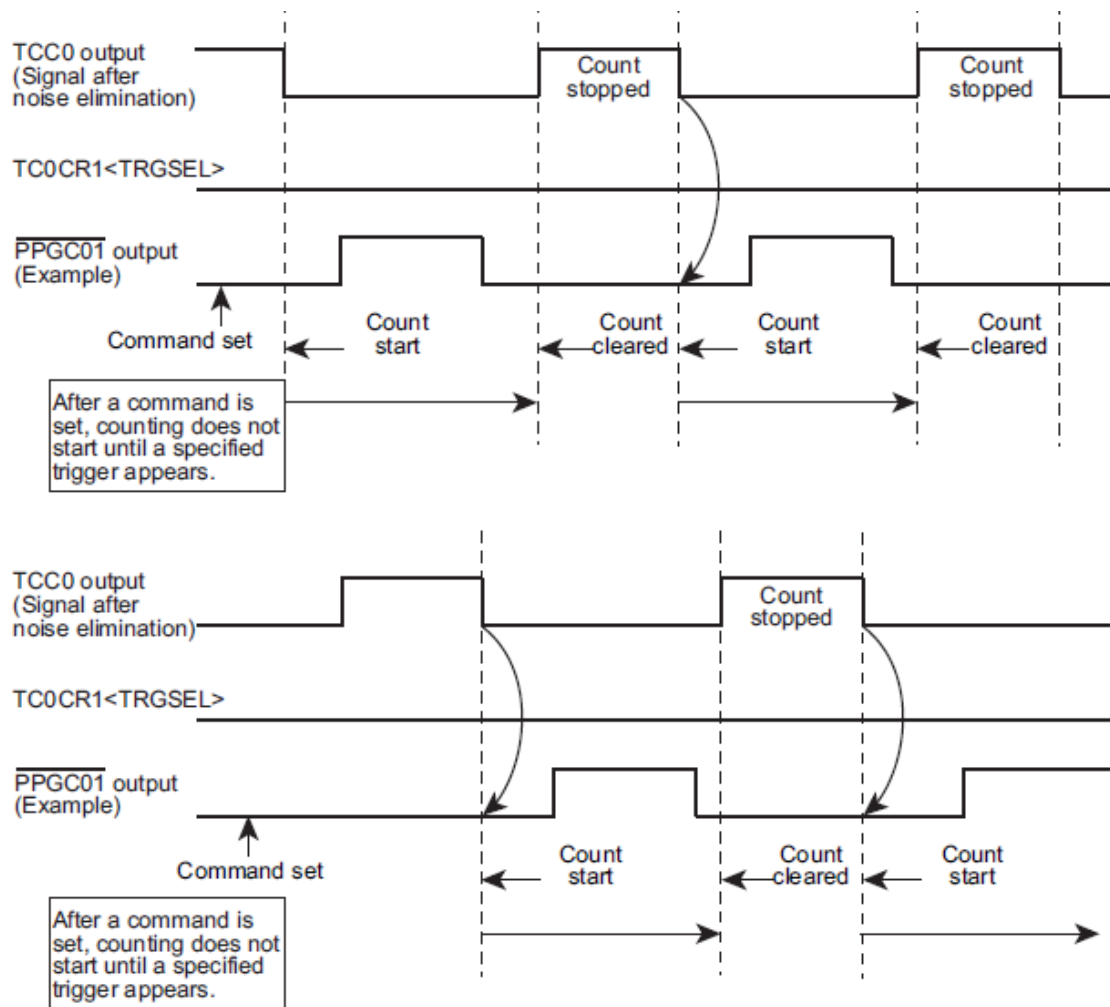 TCC0 output
(Signal after
noise elimination)
Count
stopped
Count
stopped
TC0CR1<TRGSEL>
PPGC01 output
(Example)
Command set
Count
start
Count
cleared
Count
start
Count
cleared
After a command is
set, counting does not
start until a specified
trigger appears.
TCC0 output
(Signal after
noise elimination)
Count
stopped
TC0CR1<TRGSEL>
PPGC01 output
(Example)
Command set
Count
start
Count
cleared
Count
start
After a command is
set, counting does not
start until a specified
trigger appears.